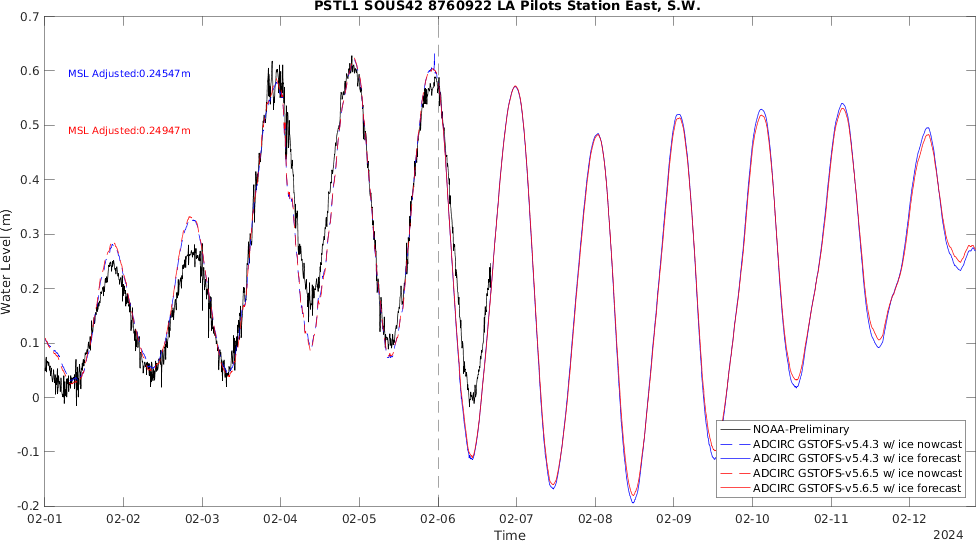 PSTL1 SOUS42 8760922 LA Pilots Station East, S.W.
0.7
0.6
0.5
0.4
0.3
0.2
0.1
0
-0.1
-0.2
Water Level (m)
MSL Adjusted:0.24547m
MSL Adjusted:0.24947m
NOAA-Preliminary
ADCIRC GSTOFS-v5.4.3 w/ ice nowcast
ADCIRC GSTOFS-v5.4.3 w/ ice forecast
ADCIRC GSTOFS-v5.6.5 w/ ice nowcast
ADCIRC GSTOFS-v5.6.5 w/ ice forecast
02-01 02-02 02-03 02-04 02-05 02-06 02-07 02-08 02-09 02-10 02-11 02-12
Time
2024